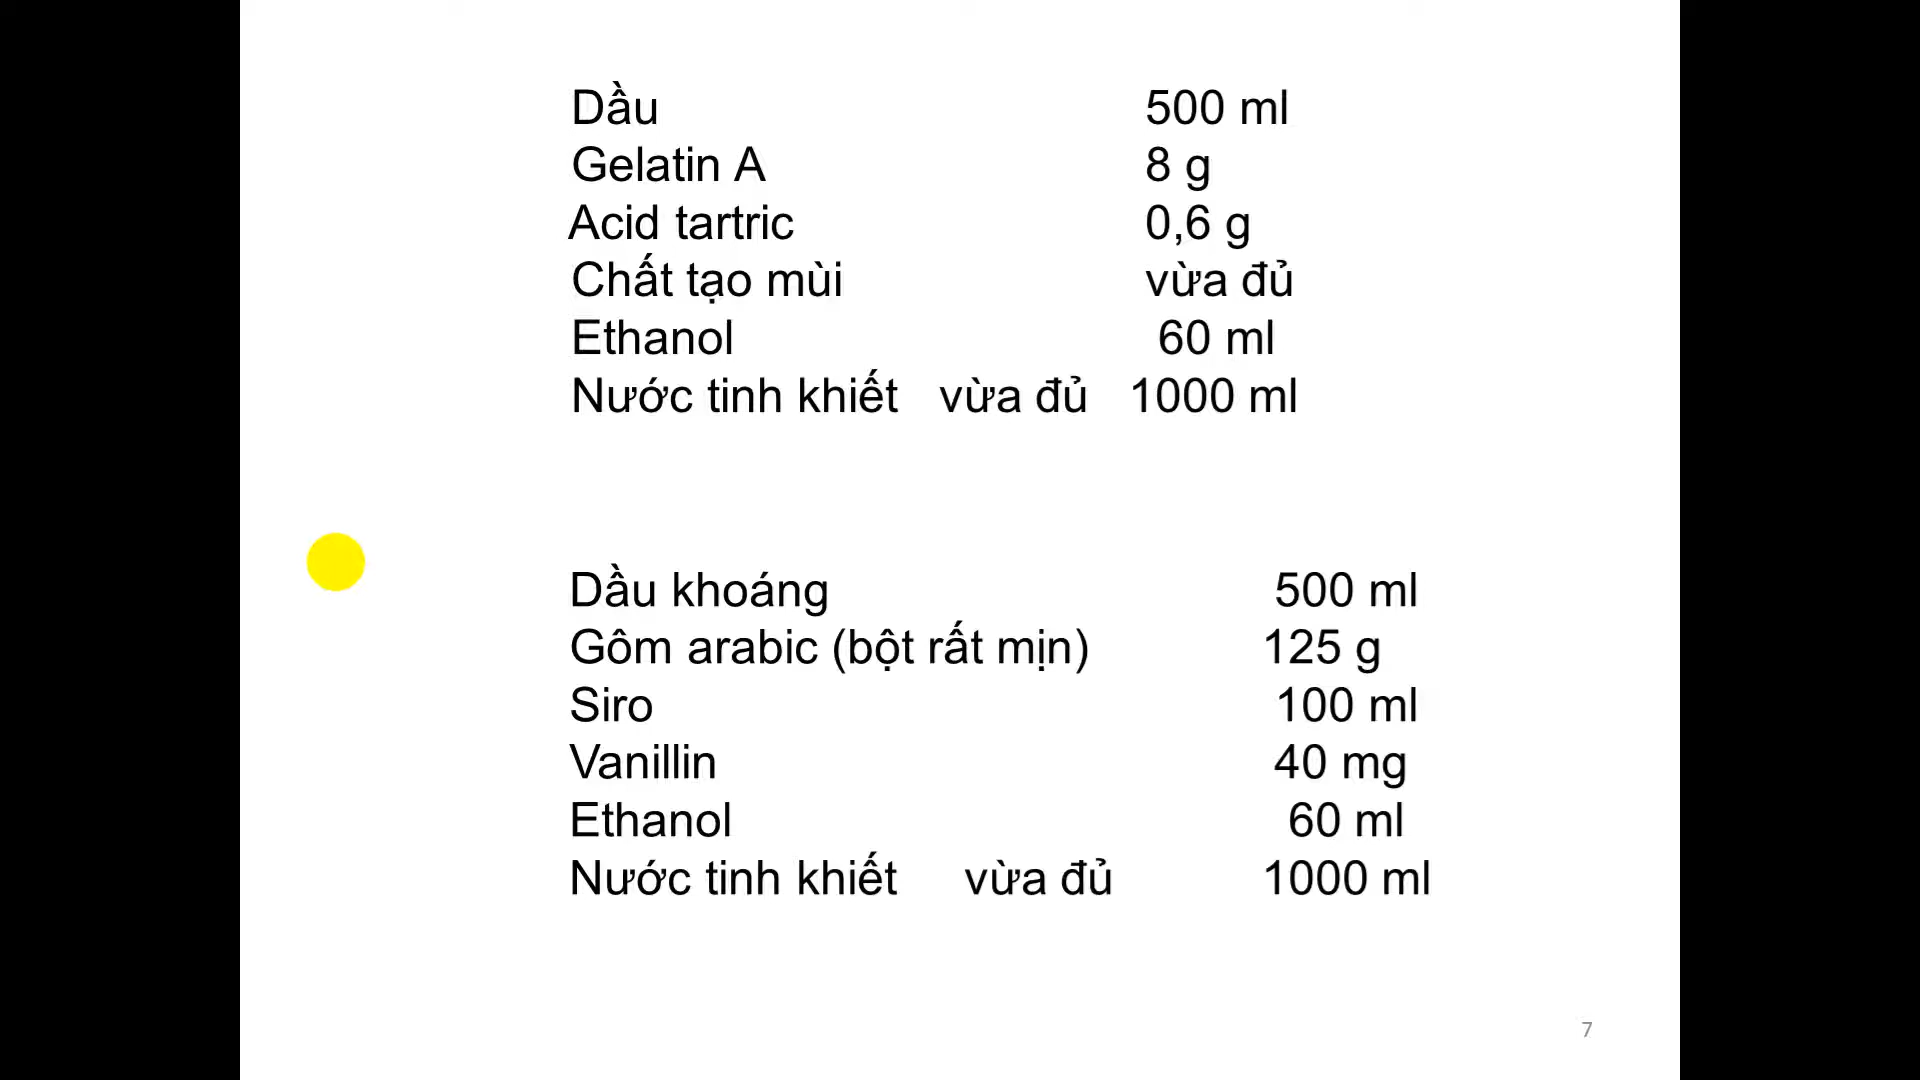 Dầu 500 ml
Gelatin A 8 g
Acid tartric 0,6 g
Chất tạo mùi vừa đủ
Ethanol 60 ml
Nước tinh khiết vừa đủ 1000 ml
Dầu khoáng 500 ml
Gôm arabic (bột rất mịn) 125 g
Siro 100 ml
Vanillin 40 mg
Ethanol 60 ml
Nước tinh khiết vừa đủ 1000 ml
7